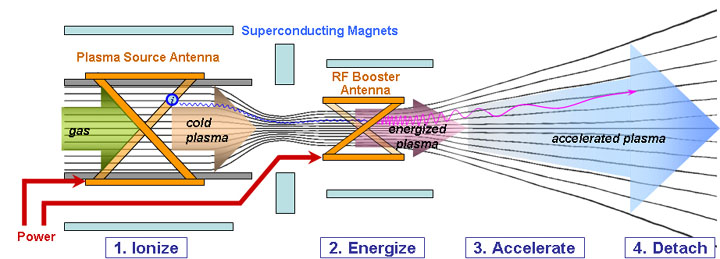 Superconducting Magnets
Plasma Source Antenna
RF Booster
Antenna
i
gas
cold
plasma
energized
plasma
accelerated plasma
Power
1. Ionize
2. Energize
3. Accelerate
4. Detach